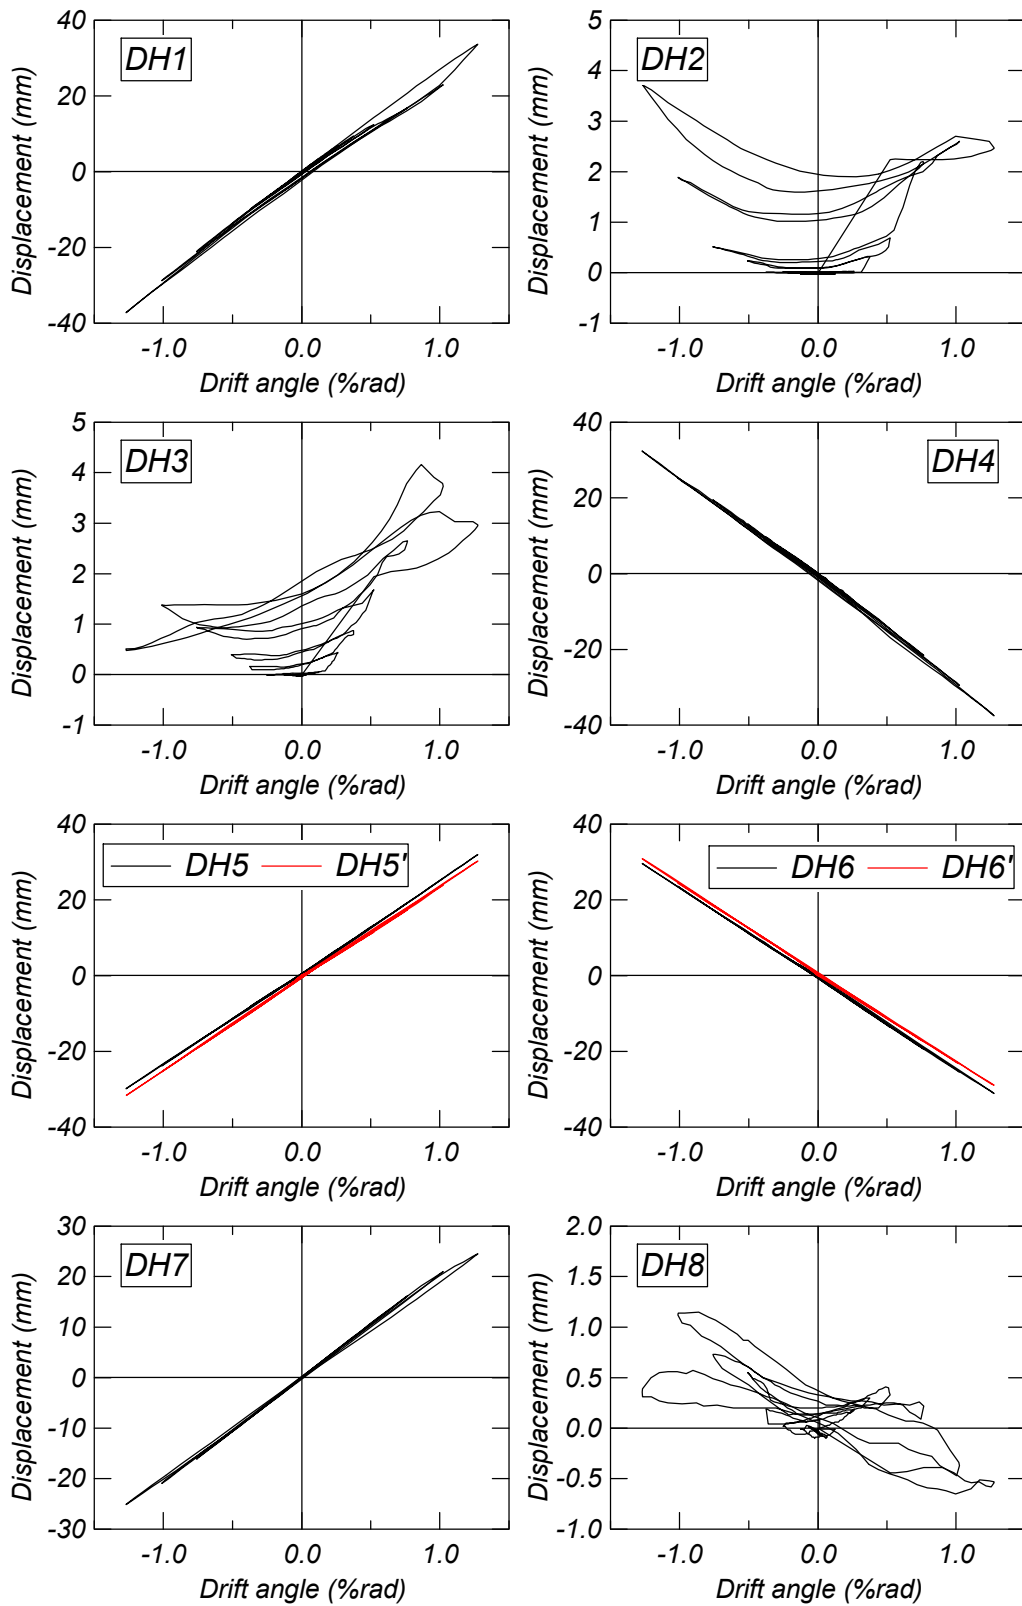 DH1
Displacement (mm)
40
20
0
-20
-40
-1.0 0.0 1.0
Drift angle (%rad)
DH2
Displacement (mm)
5
4
3
2
1
0
-1
-1.0 0.0 1.0
Drift angle (%rad)
DH3
Displacement (mm)
5
4
3
2
1
0
-1
-1.0 0.0 1.0
Drift angle (%rad)
DH4
Displacement (mm)
40
20
0
-20
-40
-1.0 0.0 1.0
Drift angle (%rad)
DH5 DH5'
Displacement (mm)
40
20
0
-20
-40
-1.0 0.0 1.0
Drift angle (%rad)
DH6 DH6'
Displacement (mm)
40
20
0
-20
-40
-1.0 0.0 1.0
Drift angle (%rad)
DH7
Displacement (mm)
30
20
10
0
-10
-20
-30
-1.0 0.0 1.0
Drift angle (%rad)
DH8
Displacement (mm)
2.0
1.5
1.0
0.5
0.0
-0.5
-1.0
-1.0 0.0 1.0
Drift angle (%rad)